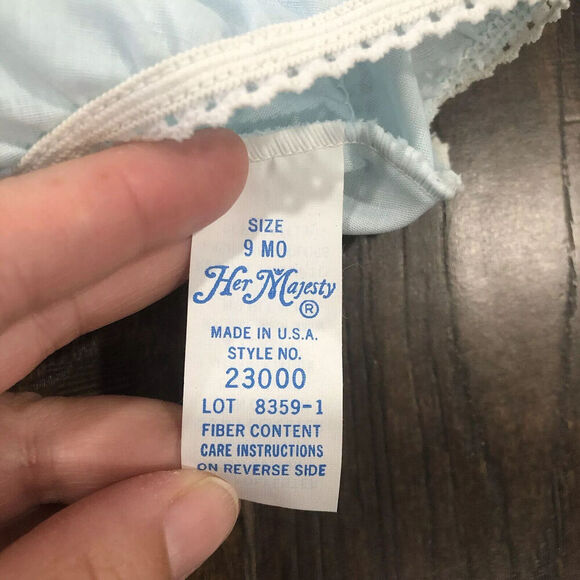 SIZE
9 MO
Her Majesty
®
MADE IN U.S.A.
STYLE NO.
23000
LOT 8359-1
FIBER CONTENT
CARE INSTRUCTIONS
ON REVERSE SIDE